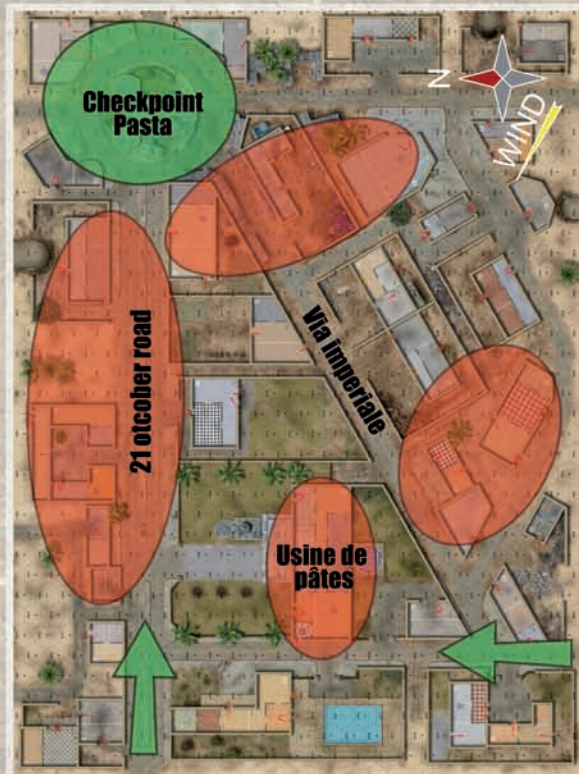 Checkpoint
Pasta
N
WIND
21 otcober road
Via imperiale
Usine de
pâtes